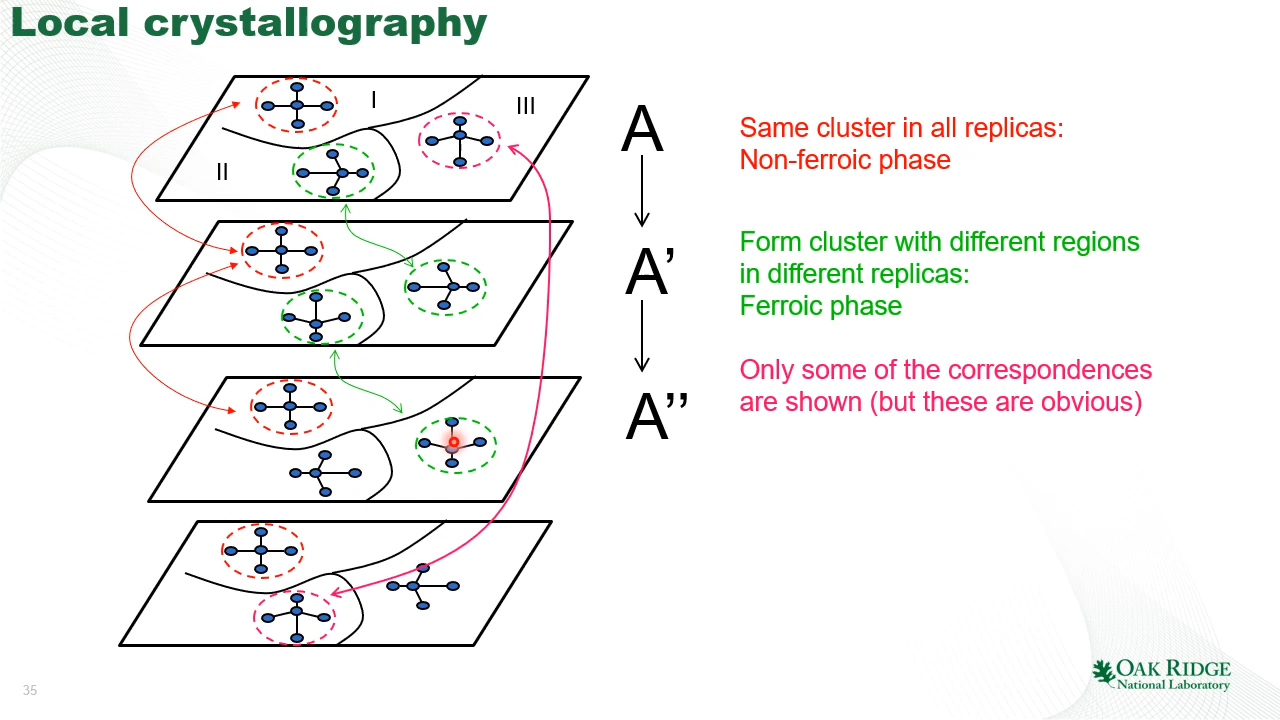 Local crystallography
I
III
II
A
A’
A’’
Same cluster in all replicas:
Non-ferroic phase
Form cluster with different regions
in different replicas:
Ferroic phase
Only some of the correspondences
are shown (but these are obvious)
35
OAK RIDGE
National Laboratory